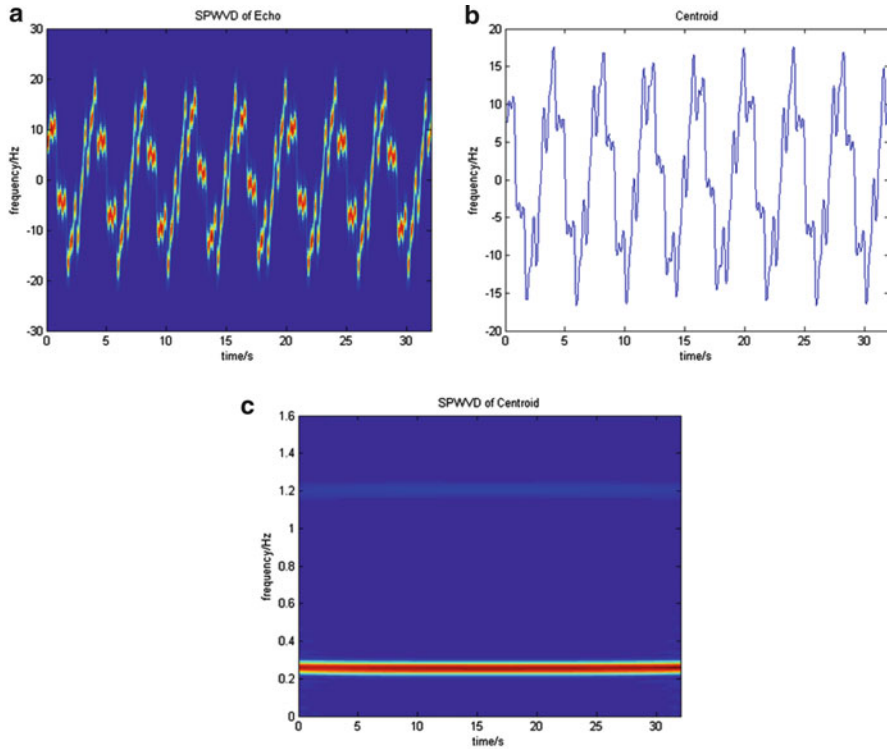 a
SPWVD of Echo
30
20
10
0
-10
-20
-30
frequency/Hz
0 5 10 15 20 25 30
time/s
b
Centroid
20
15
10
5
0
-5
-10
-15
-20
frequency/Hz
0 5 10 15 20 25 30
time/s
c
SPWVD of Centroid
1.6
1.4
1.2
1
0.8
0.6
0.4
0.2
0
frequency/Hz
0 5 10 15 20 25 30
time/s